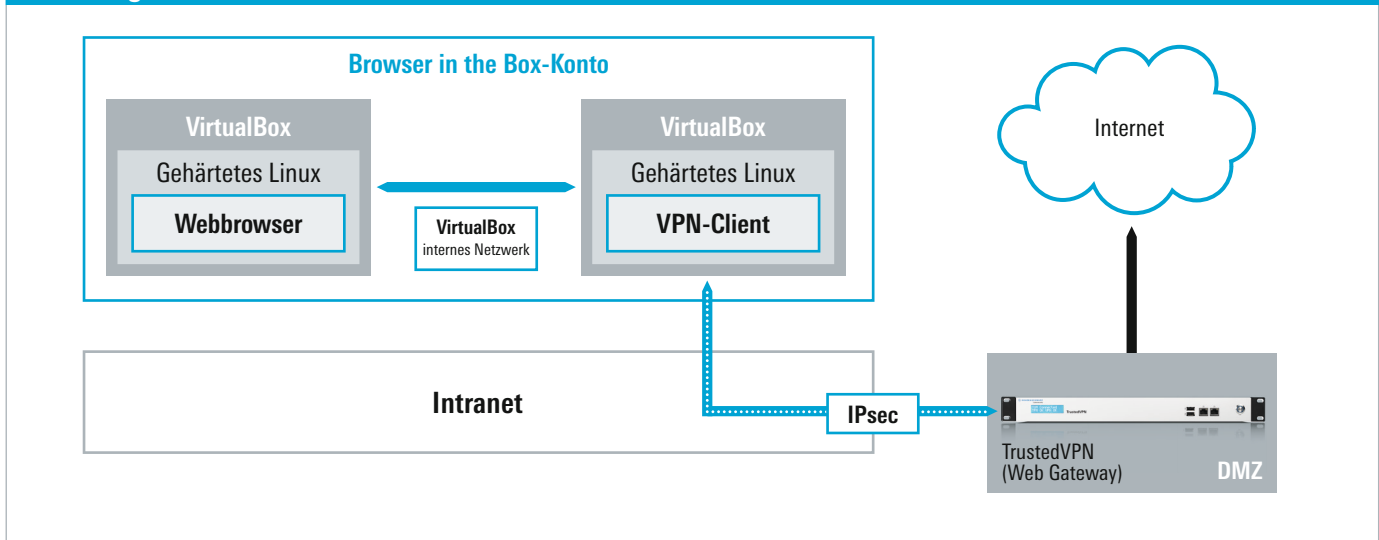 Browser in the Box-Konto
VirtualBox
Gehärtetes Linux
Webbrowser
VirtualBox
internes Netzwerk
VirtualBox
Gehärtetes Linux
VPN-Client
Internet
Intranet
IPsec
TrustedVPN
TrustedVPN
(Web Gateway)
DMZ